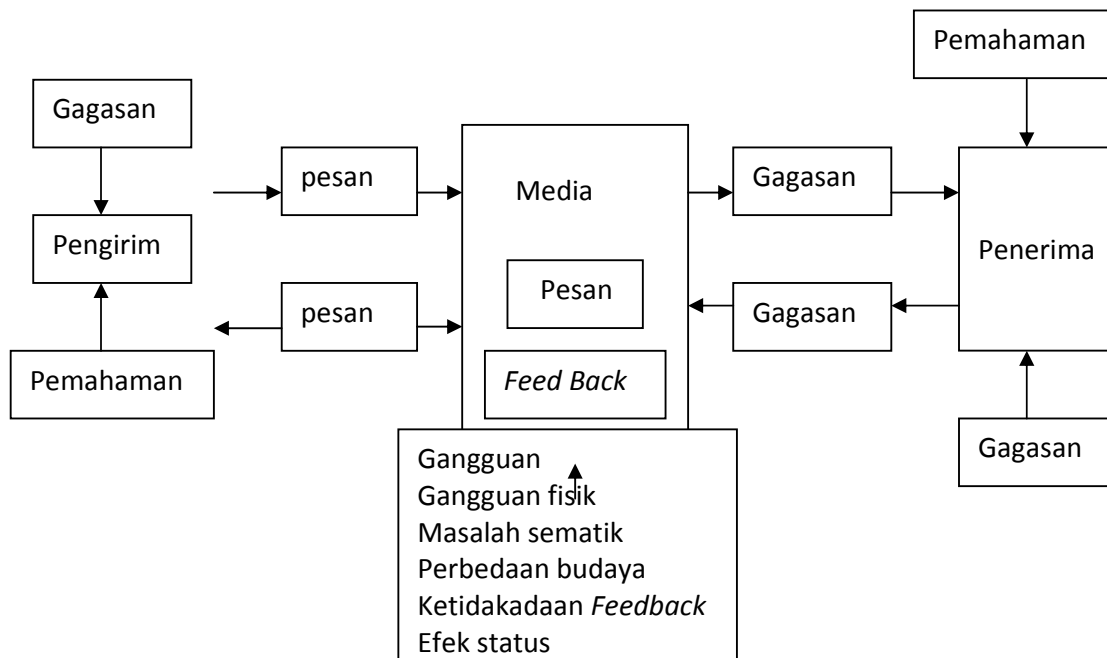 Pemahaman
Gagasan
pesan
Media
Gagasan
Pengirim
Penerima
Pesan
pesan
Gagasan
Pemahaman
Feed Back
Gagasan
Gangguan
Gangguan fisik
Masalah sematik
Perbedaan budaya
Ketidakadaan Feedback
Efek status